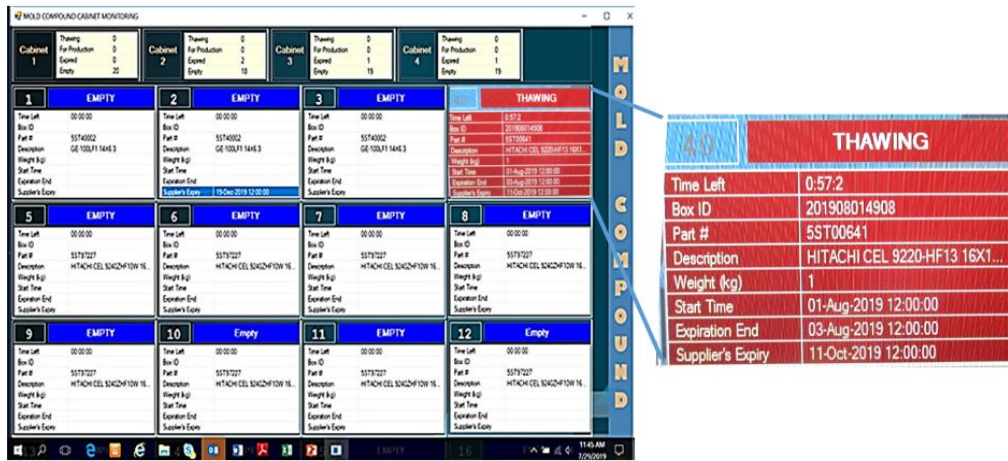 MOLD COMPOUND CABINET MONITORING
Cabinet 1
Thawing 0
For Production 0
Expired 0
Empty 20
Cabinet 2
Thawing 0
For Production 0
Expired 2
Empty 18
Cabinet 3
Thawing 0
For Production 0
Expired 1
Empty 19
Cabinet 4
Thawing 0
For Production 0
Expired 1
Empty 19
MOLD COMPOUND
1 EMPTY
Time Left 00:00:00
Box ID
Part # 5ST40002
Description GE-100LF1 14X6.3
Weight (kg)
Start Time
Expiration End
Supplier's Expiry
2 EMPTY
Time Left 00:00:00
Box ID
Part # 5ST40002
Description GE-100LF1 14X6.3
Weight (kg)
Start Time
Expiration End
Supplier's Expiry 19-Dec-2019 12:00:00
3 EMPTY
Time Left 00:00:00
Box ID
Part # 5ST40002
Description GE-100LF1 14X6.3
Weight (kg)
Start Time
Expiration End
Supplier's Expiry
40 THAWING
Time Left 0:57:2
Box ID 201908014908
Part # 5ST00641
Description HITACHI CEL 9220-HF13 16X1...
Weight (kg) 1
Start Time 01-Aug-2019 12:00:00
Expiration End 03-Aug-2019 12:00:00
Supplier's Expiry 11-Oct-2019 12:00:00
5 EMPTY
Time Left 00:00:00
Box ID
Part # 5ST97227
Description HITACHI CEL 9240ZHF10W 16...
Weight (kg)
Start Time
Expiration End
Supplier's Expiry
6 EMPTY
Time Left 00:00:00
Box ID
Part # 5ST97227
Description HITACHI CEL 9240ZHF10W 16...
Weight (kg)
Start Time
Expiration End
Supplier's Expiry
7 EMPTY
Time Left 00:00:00
Box ID
Part # 5ST97227
Description HITACHI CEL 9240ZHF10W 16...
Weight (kg)
Start Time
Expiration End
Supplier's Expiry
8 EMPTY
Time Left 00:00:00
Box ID
Part # 5ST97227
Description HITACHI CEL 9240ZHF10W 16...
Weight (kg)
Start Time
Expiration End
Supplier's Expiry
9 EMPTY
Time Left 00:00:00
Box ID
Part # 5ST97227
Description HITACHI CEL 9240ZHF10W 16...
Weight (kg)
Start Time
Expiration End
Supplier's Expiry
10 Empty
Time Left 00:00:00
Box ID
Part # 5ST97227
Description HITACHI CEL 9240ZHF10W 16...
Weight (kg)
Start Time
Expiration End
Supplier's Expiry
11 EMPTY
Time Left 00:00:00
Box ID
Part # 5ST97227
Description HITACHI CEL 9240ZHF10W 16...
Weight (kg)
Start Time
Expiration End
Supplier's Expiry
12 Empty
Time Left 00:00:00
Box ID
Part # 5ST97227
Description HITACHI CEL 9240ZHF10W 16...
Weight (kg)
Start Time
Expiration End
Supplier's Expiry
EMPTY
16
11:45 AM
7/29/2019
40 THAWING
Time Left 0:57:2
Box ID 201908014908
Part # 5ST00641
Description HITACHI CEL 9220-HF13 16X1...
Weight (kg) 1
Start Time 01-Aug-2019 12:00:00
Expiration End 03-Aug-2019 12:00:00
Supplier's Expiry 11-Oct-2019 12:00:00